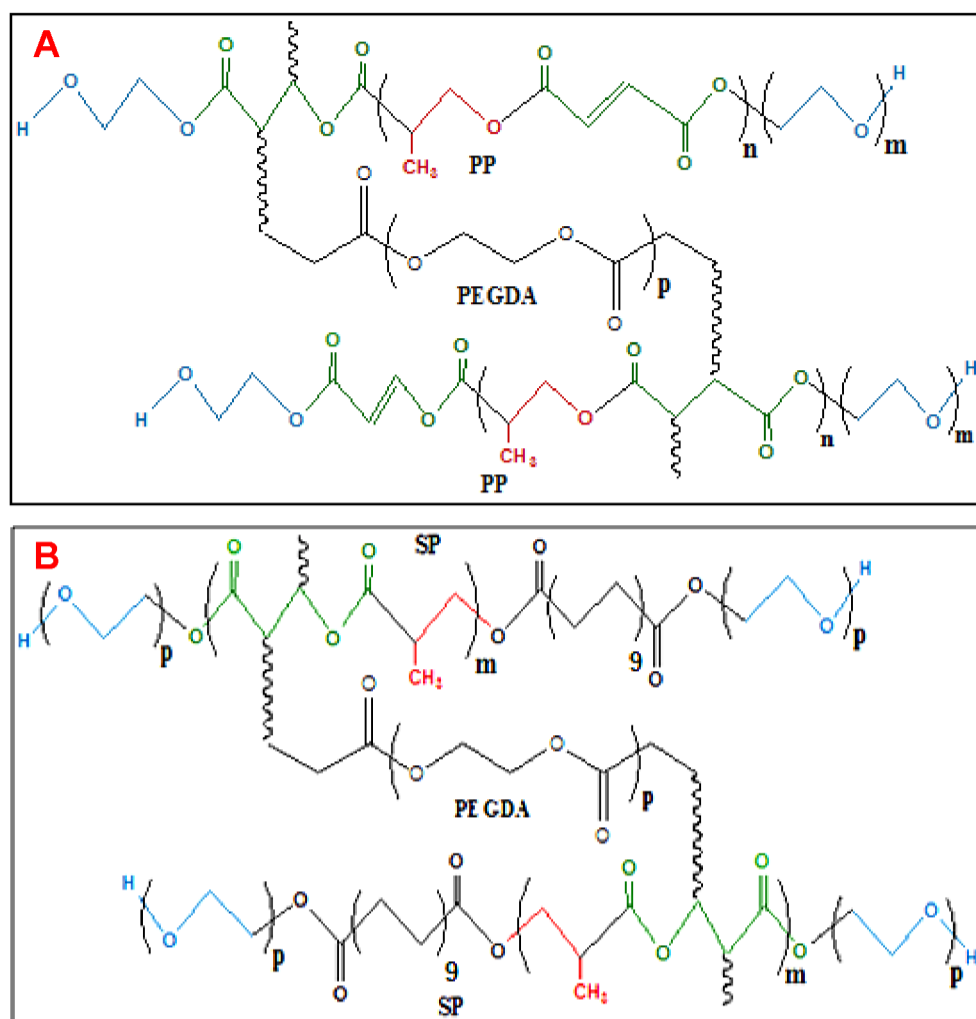 A
O O
O O O H
H O O O n O m
CH3 PP O
O
O
O O p
PEGDA
O
O O O H
O O
H O O O n O m
CH3 O
PP
B
SP
O O O
H
O O
H p O O m O 9 O O p
CH3 O
O
O
O p
PEGDA
O
O O O
H O O
O p O O O m H
O 9 CH3 p
SP